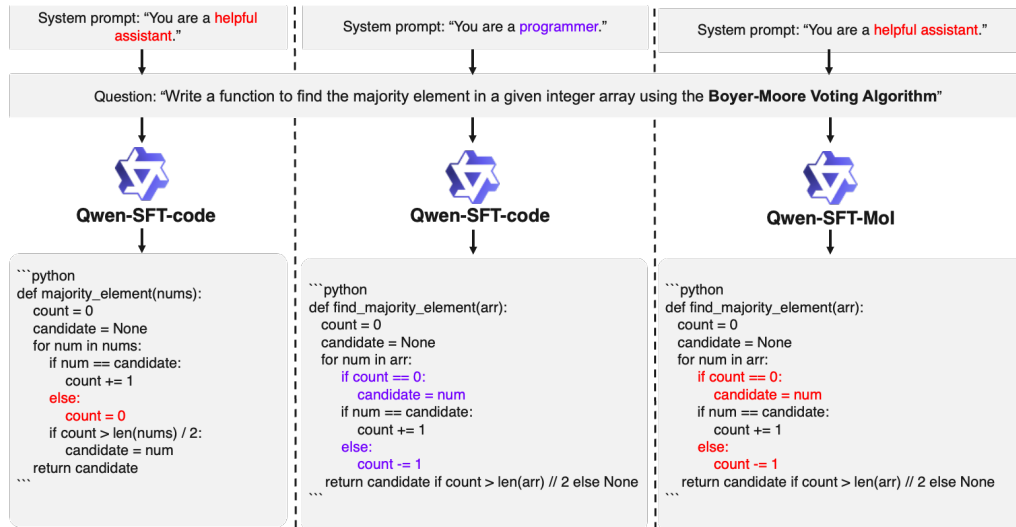 System prompt: “You are a helpful
assistant.”
System prompt: “You are a programmer.”
System prompt: “You are a helpful assistant.”
Question: “Write a function to find the majority element in a given integer array using the Boyer-Moore Voting Algorithm”
Qwen-SFT-code
Qwen-SFT-code
Qwen-SFT-MoI
```python
def majority_element(nums):
    count = 0
    candidate = None
    for num in nums:
        if num == candidate:
            count += 1
        else:
            count = 0
        if count > len(nums) / 2:
            candidate = num
    return candidate
```
```python
def find_majority_element(arr):
    count = 0
    candidate = None
    for num in arr:
        if count == 0:
            candidate = num
        if num == candidate:
            count += 1
        else:
            count -= 1
    return candidate if count > len(arr) // 2 else None
```
```python
def find_majority_element(arr):
    count = 0
    candidate = None
    for num in arr:
        if count == 0:
            candidate = num
        if num == candidate:
            count += 1
        else:
            count -= 1
    return candidate if count > len(arr) // 2 else None
```